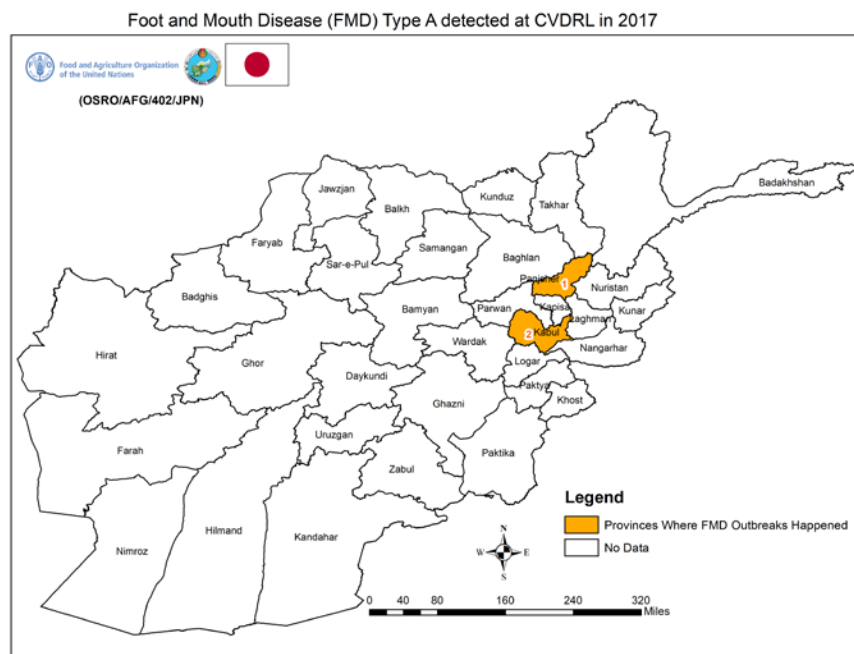 Foot and Mouth Disease (FMD) Type A detected at CVDRL in 2017
Food and Agriculture Organization
of the United Nations
(OSRO/AFG/402/JPN)
Badakhshan
Jawzjan
Kunduz
Takhar
Balkh
Faryab
Samangan
Baghlan
Sar-e-Pul
Panjsher
1
Nuristan
Badghis
Bamyan
Parwan
Kapisa
Kunar
Laghman
2
Kabul
Hirat
Wardak
Nangarhar
Ghor
Logar
Daykundi
Paktya
Khost
Ghazni
Uruzgan
Farah
Paktika
Zabul
Legend
Provinces Where FMD Outbreaks Happened
Hilmand
Kandahar
No Data
Nimroz
N
W
E
S
0 40 80 160 240 320
Miles